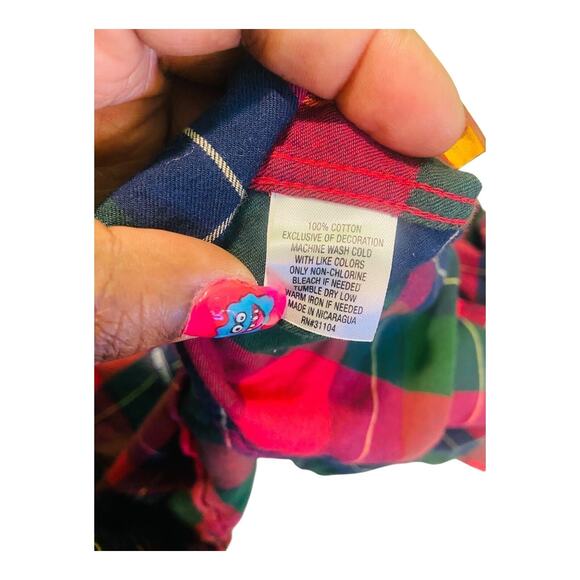 100% COTTON
EXCLUSIVE OF DECORATION
MACHINE WASH COLD
WITH LIKE COLORS
ONLY NON-CHLORINE
BLEACH IF NEEDED
TUMBLE DRY LOW
WARM IRON IF NEEDED
MADE IN NICARAGUA
RN#31104